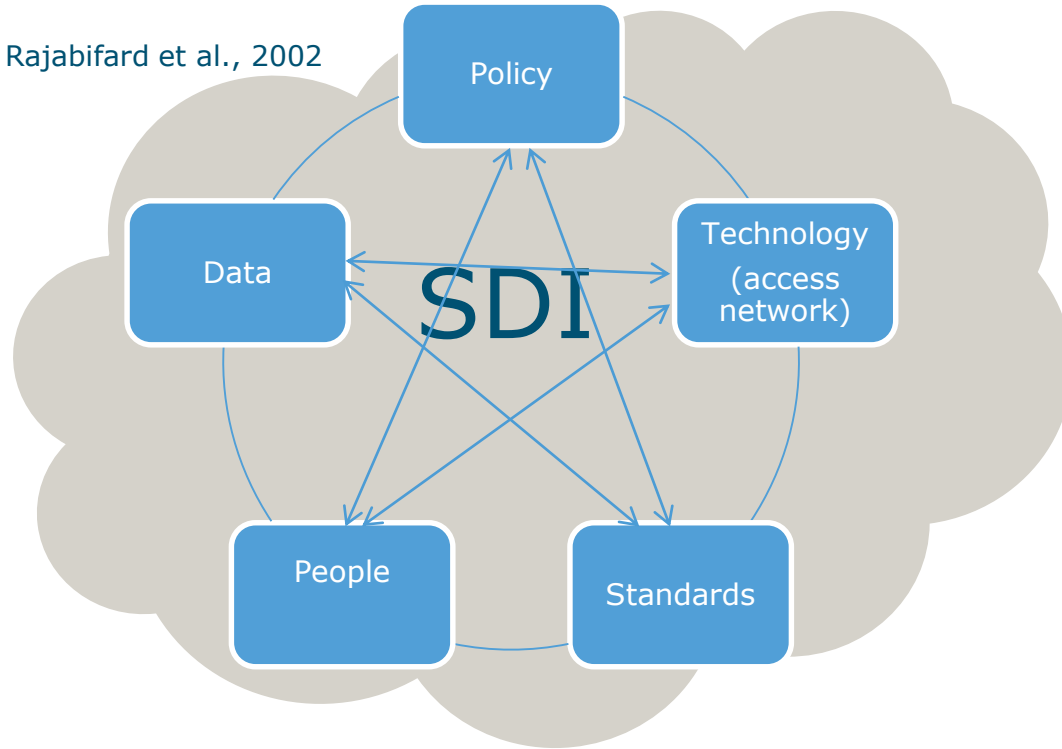 Rajabifard et al., 2002
Policy
Data
Technology
(access
network)
SDI
People
Standards